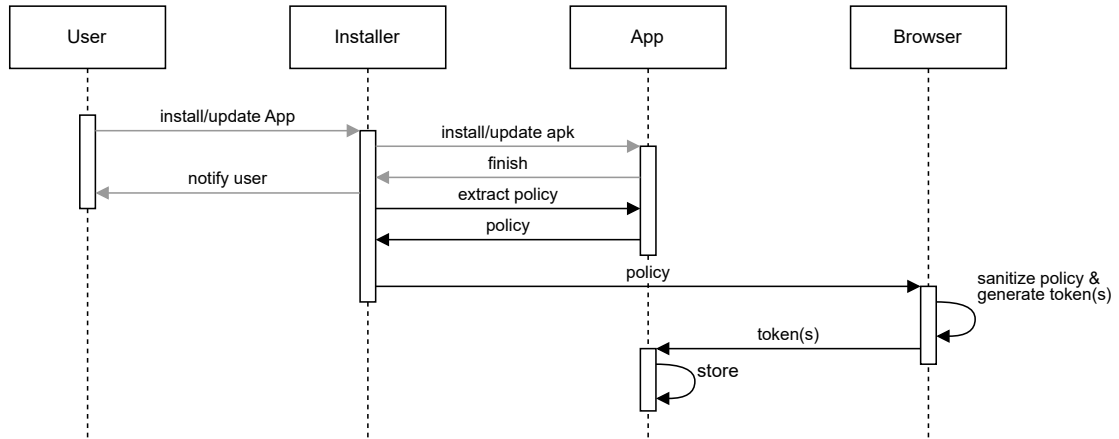 User
Installer
App
Browser
install/update App
install/update apk
finish
notify user
extract policy
policy
policy
sanitize policy &
generate token(s)
token(s)
store